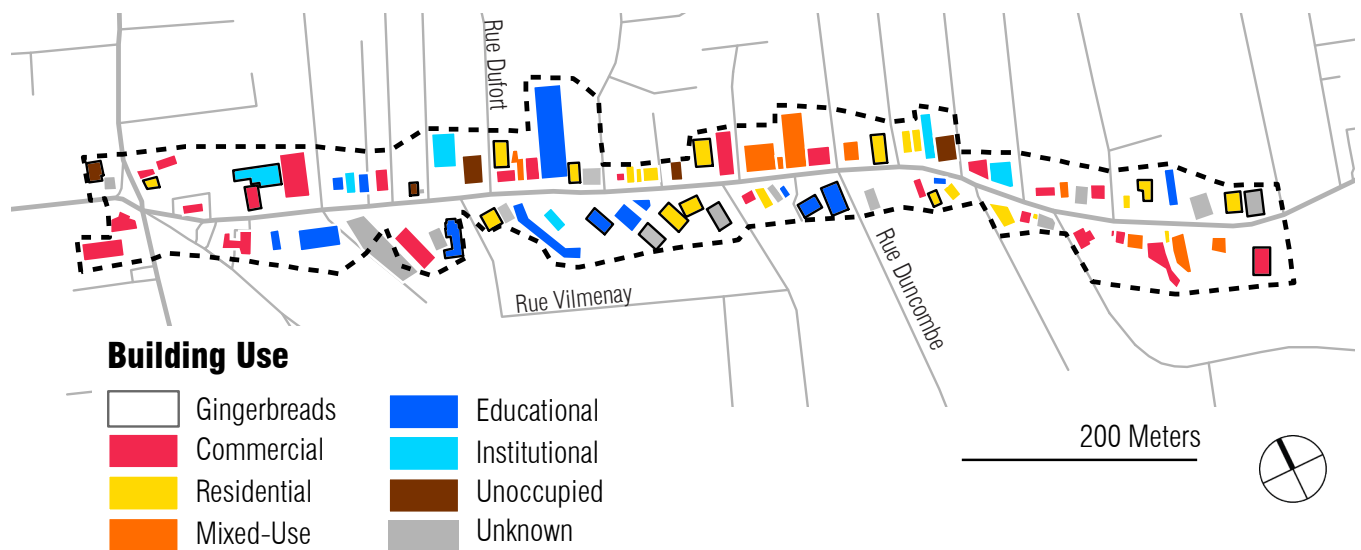 Rue Dufort
Rue Vilmenay
Rue Duncombe
Building Use
Gingerbreads
Commercial
Residential
Mixed-Use
Educational
Institutional
Unoccupied
Unknown
200 Meters